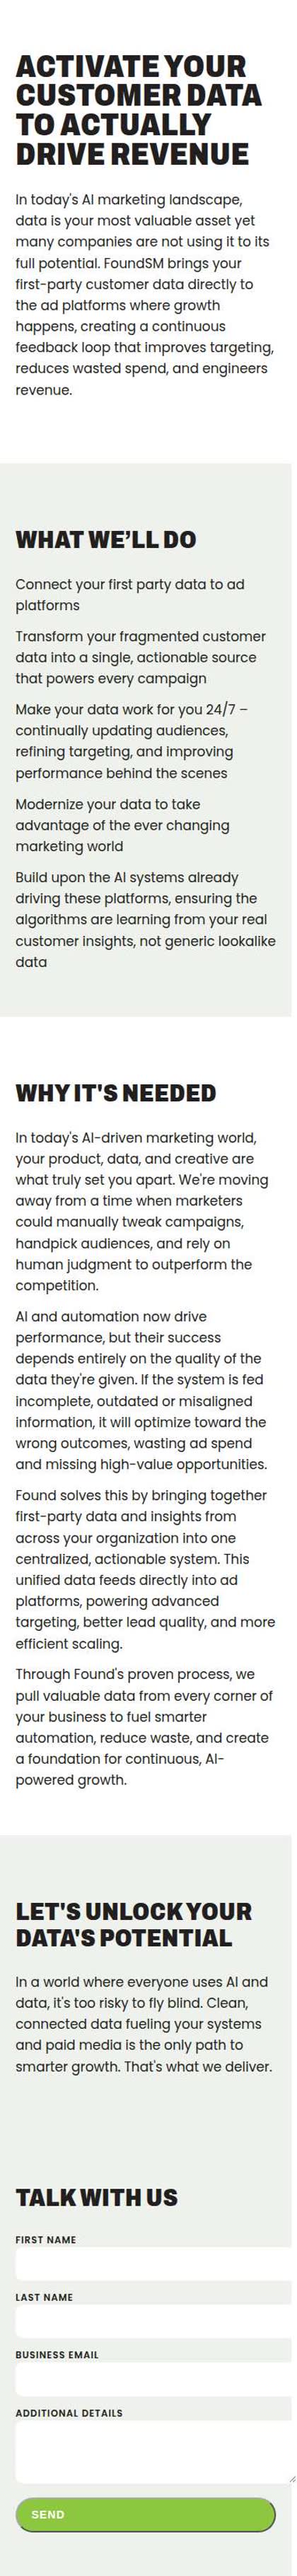 ACTIVATE YOUR
CUSTOMER DATA
TO ACTUALLY
DRIVE REVENUE
In today's AI marketing landscape,
data is your most valuable asset yet
many companies are not using it to its
full potential. FoundSM brings your
first-party customer data directly to
the ad platforms where growth
happens, creating a continuous
feedback loop that improves targeting,
reduces wasted spend, and engineers
revenue.
WHAT WE’LL DO
Connect your first party data to ad
platforms
Transform your fragmented customer
data into a single, actionable source
that powers every campaign
Make your data work for you 24/7 –
continually updating audiences,
refining targeting, and improving
performance behind the scenes
Modernize your data to take
advantage of the ever changing
marketing world
Build upon the AI systems already
driving these platforms, ensuring the
algorithms are learning from your real
customer insights, not generic lookalike
data
WHY IT'S NEEDED
In today's AI-driven marketing world,
your product, data, and creative are
what truly set you apart. We're moving
away from a time when marketers
could manually tweak campaigns,
handpick audiences, and rely on
human judgment to outperform the
competition.
AI and automation now drive
performance, but their success
depends entirely on the quality of the
data they're given. If the system is fed
incomplete, outdated or misaligned
information, it will optimize toward the
wrong outcomes, wasting ad spend
and missing high-value opportunities.
Found solves this by bringing together
first-party data and insights from
across your organization into one
centralized, actionable system. This
unified data feeds directly into ad
platforms, powering advanced
targeting, better lead quality, and more
efficient scaling.
Through Found's proven process, we
pull valuable data from every corner of
your business to fuel smarter
automation, reduce waste, and create
a foundation for continuous, AI-
powered growth.
LET'S UNLOCK YOUR
DATA'S POTENTIAL
In a world where everyone uses AI and
data, it's too risky to fly blind. Clean,
connected data fueling your systems
and paid media is the only path to
smarter growth. That's what we deliver.
TALK WITH US
FIRST NAME
LAST NAME
BUSINESS EMAIL
ADDITIONAL DETAILS
SEND